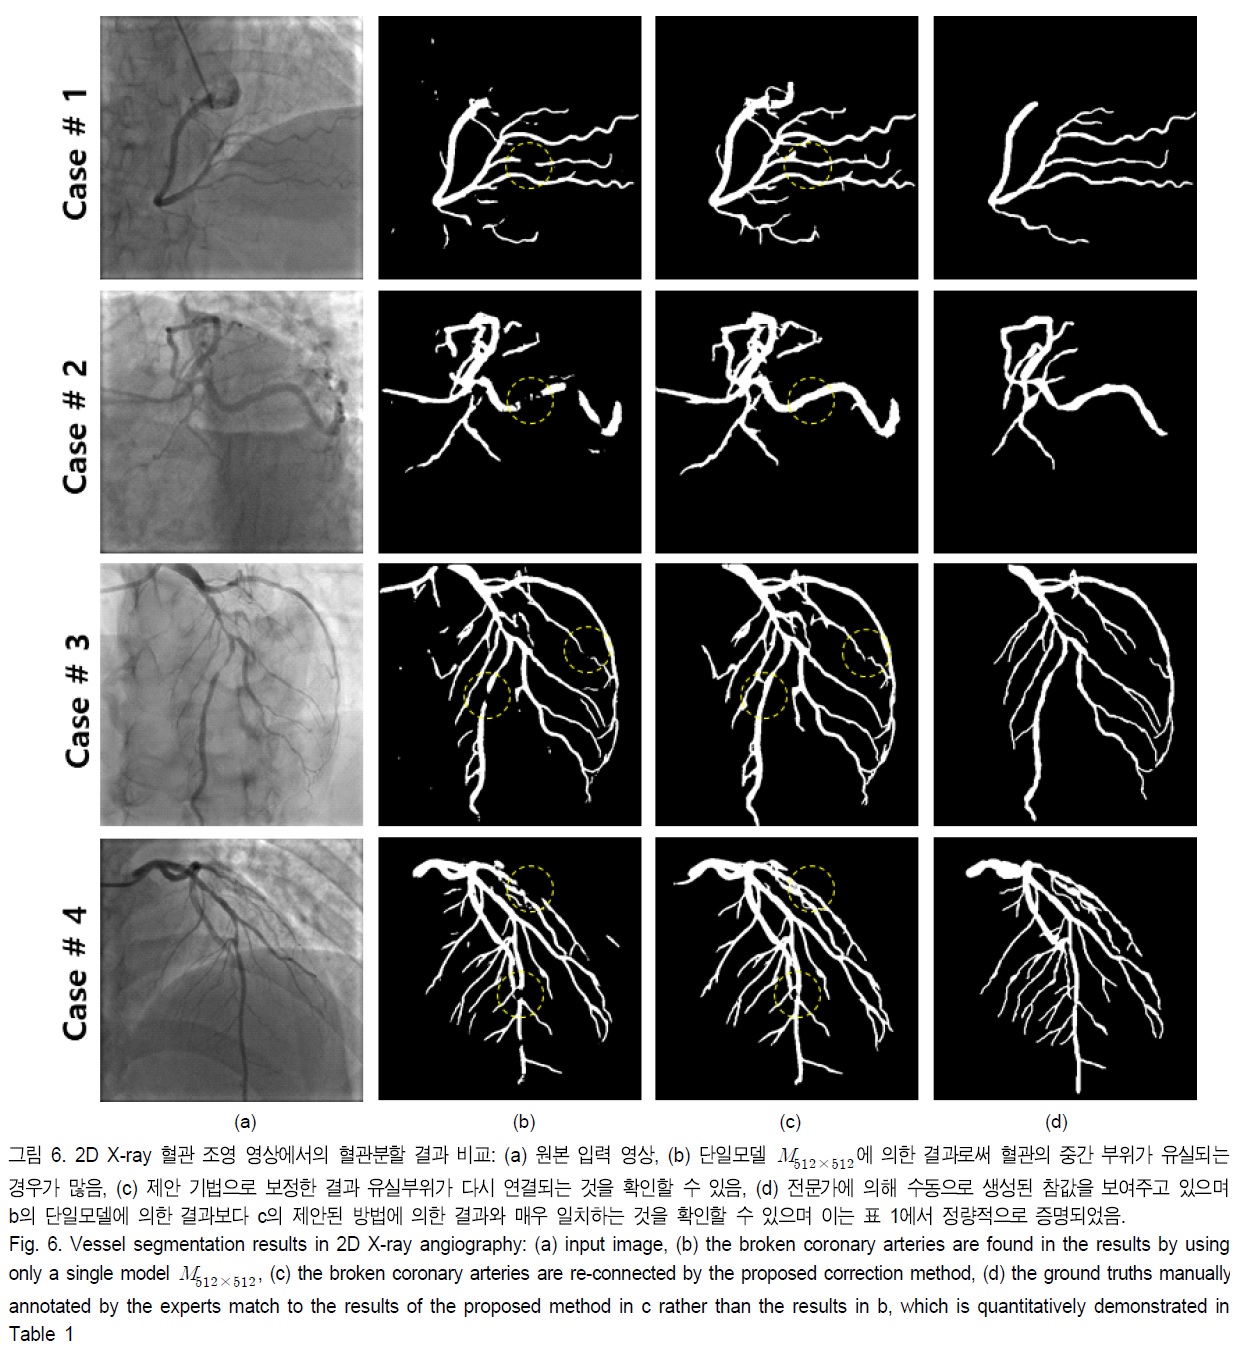 Case # 1
Case # 2
Case # 3
Case # 4
(a)
(b)
(c)
(d)
그림 6. 2D X-ray 혈관 조영 영상에서의 혈관분할 결과 비교: (a) 원본 입력 영상, (b) 단일모델 M512×512에 의한 결과로써 혈관의 중간 부위가 유실되는
경우가 많음, (c) 제안 기법으로 보정한 결과 유실부위가 다시 연결되는 것을 확인할 수 있음, (d) 전문가에 의해 수동으로 생성된 참값을 보여주고 있으며
b의 단일모델에 의한 결과보다 c의 제안된 방법에 의한 결과와 매우 일치하는 것을 확인할 수 있으며 이는 표 1에서 정량적으로 증명되었음.
Fig. 6. Vessel segmentation results in 2D X-ray angiography: (a) input image, (b) the broken coronary arteries are found in the results by using
only a single model M512×512, (c) the broken coronary arteries are re-connected by the proposed correction method, (d) the ground truths manually
annotated by the experts match to the results of the proposed method in c rather than the results in b, which is quantitatively demonstrated in
Table 1